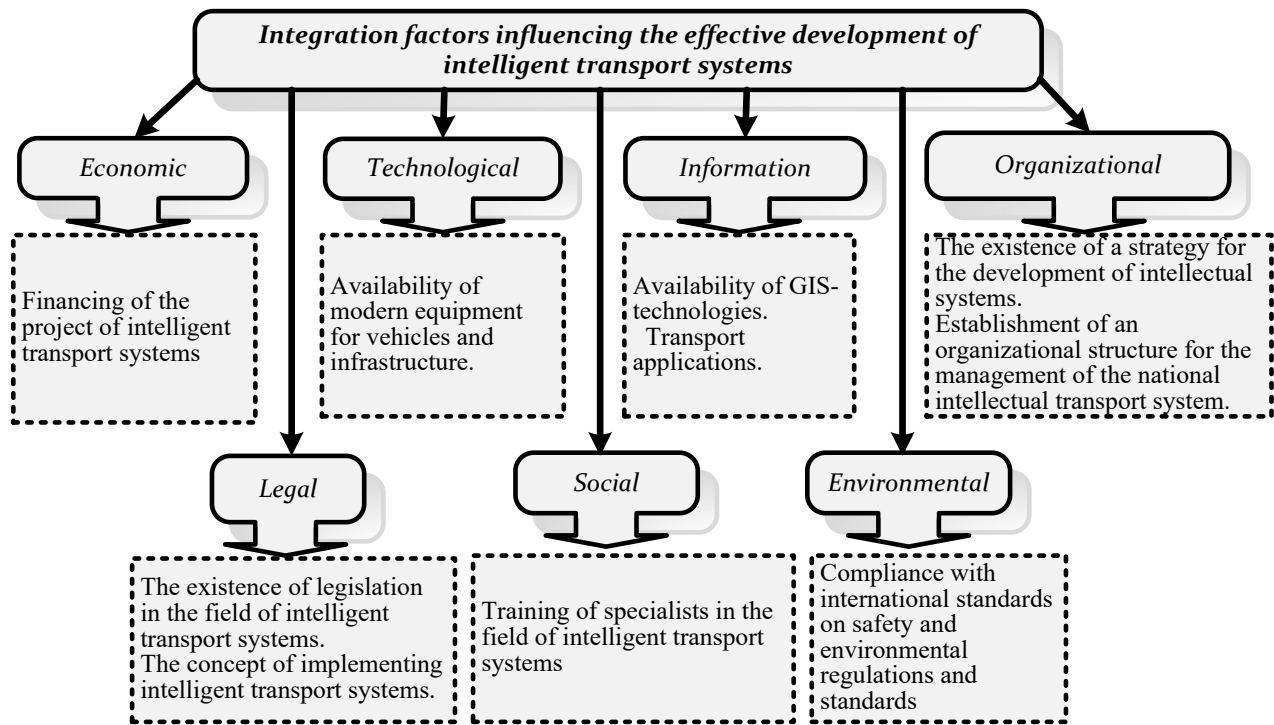 Integration factors influencing the effective development of
intelligent transport systems
Economic
Technological
Information
Organizational
Financing of the
project of intelligent
transport systems
Availability of
modern equipment
for vehicles and
infrastructure.
Availability of GIS-
technologies.
Transport
applications.
The existence of a strategy for
the development of intellectual
systems.
Establishment of an
organizational structure for the
management of the national
intellectual transport system.
Legal
Social
Environmental
The existence of legislation
in the field of intelligent
transport systems.
The concept of implementing
intelligent transport systems.
Training of specialists in the
field of intelligent transport
systems
Compliance with
international standards
on safety and
environmental
regulations and
standards